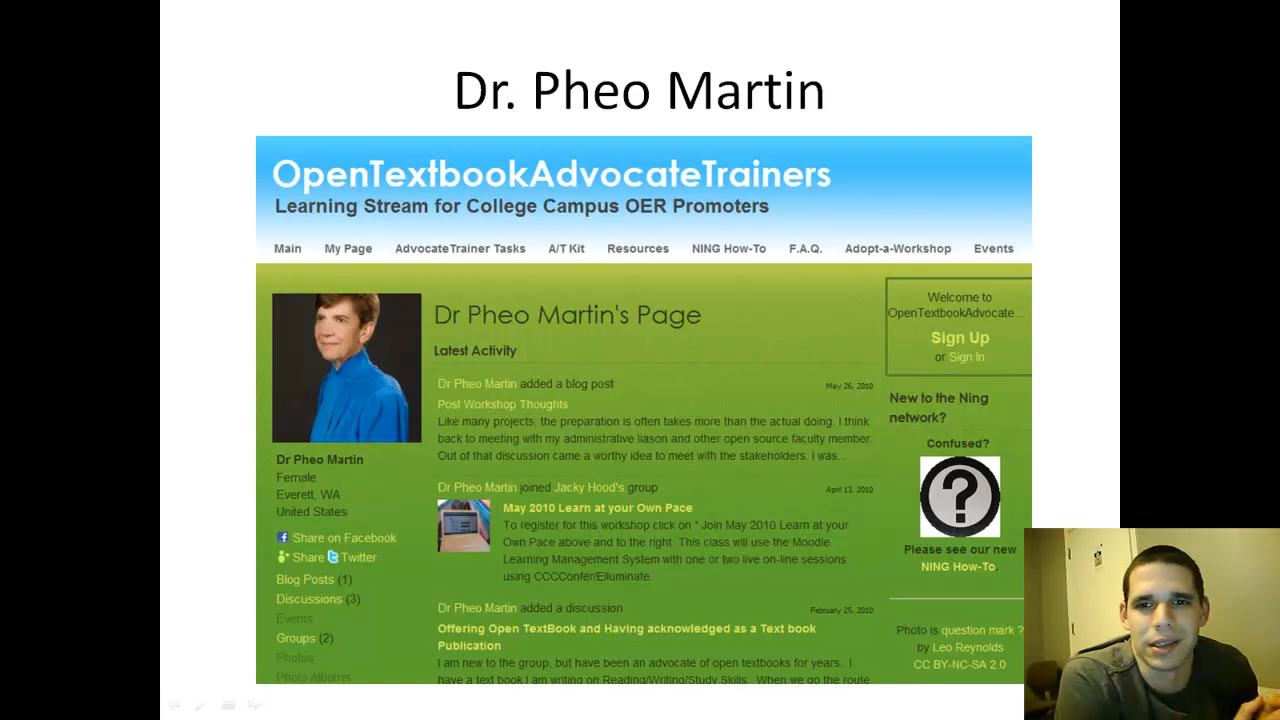 Dr. Pheo Martin
OpenTextbookAdvocateTrainers
Learning Stream for College Campus OER Promoters
Main My Page AdvocateTrainer Tasks A/T Kit Resources NING How-To F.A.Q. Adopt-a-Workshop Events
Dr Pheo Martin
Female
Everett, WA
United States
Share on Facebook
Share Twitter
Blog Posts (1)
Discussions (3)
Events
Groups (2)
Photos
Photo Albums
Dr Pheo Martin's Page
Latest Activity
Dr Pheo Martin added a blog post May 26, 2010
Post Workshop Thoughts
Like many projects, the preparation is often takes more than the actual doing. I think
back to meeting with my administrative liason and other open source faculty member.
Out of that discussion came a worthy idea to meet with the stakeholders. I was...
Dr Pheo Martin joined Jacky Hood's group April 13, 2010
May 2010 Learn at your Own Pace
To register for this workshop click on " Join May 2010 Learn at your
Own Pace above and to the right This class will use the Moodle
Learning Management System with one or two live on-line sessions
using CCCConfer/Elluminate.
Dr Pheo Martin added a discussion February 25, 2010
Offering Open TextBook and Having acknowledged as a Text book
Publication
I am new to the group, but have been an advocate of open textbooks for years. I
have a text book I am writing on Reading/Writing/Study Skills. When we go the route
Welcome to
OpenTextbookAdvocate...
Sign Up
or Sign In
New to the Ning
network?
Confused?
?
Please see our new
NING How-To.
Photo is question mark ?
by Leo Reynolds
CC BY-NC-SA 2.0